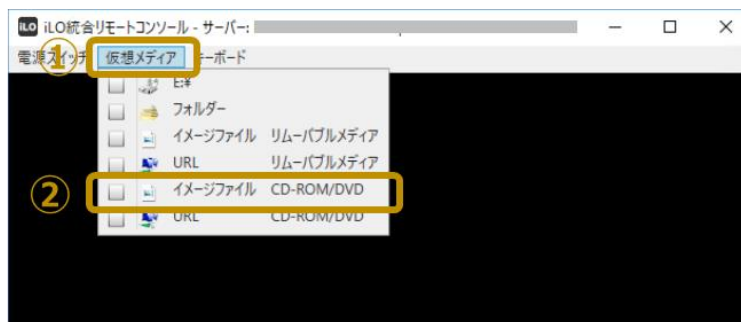 iLO iLO統合リモートコンソール - サーバー:
① 電源スイッチ 仮想メディア キーボード
E:¥
フォルダー
イメージファイル リムーバブルメディア
URL リムーバブルメディア
② イメージファイル CD-ROM/DVD
URL CD-ROM/DVD